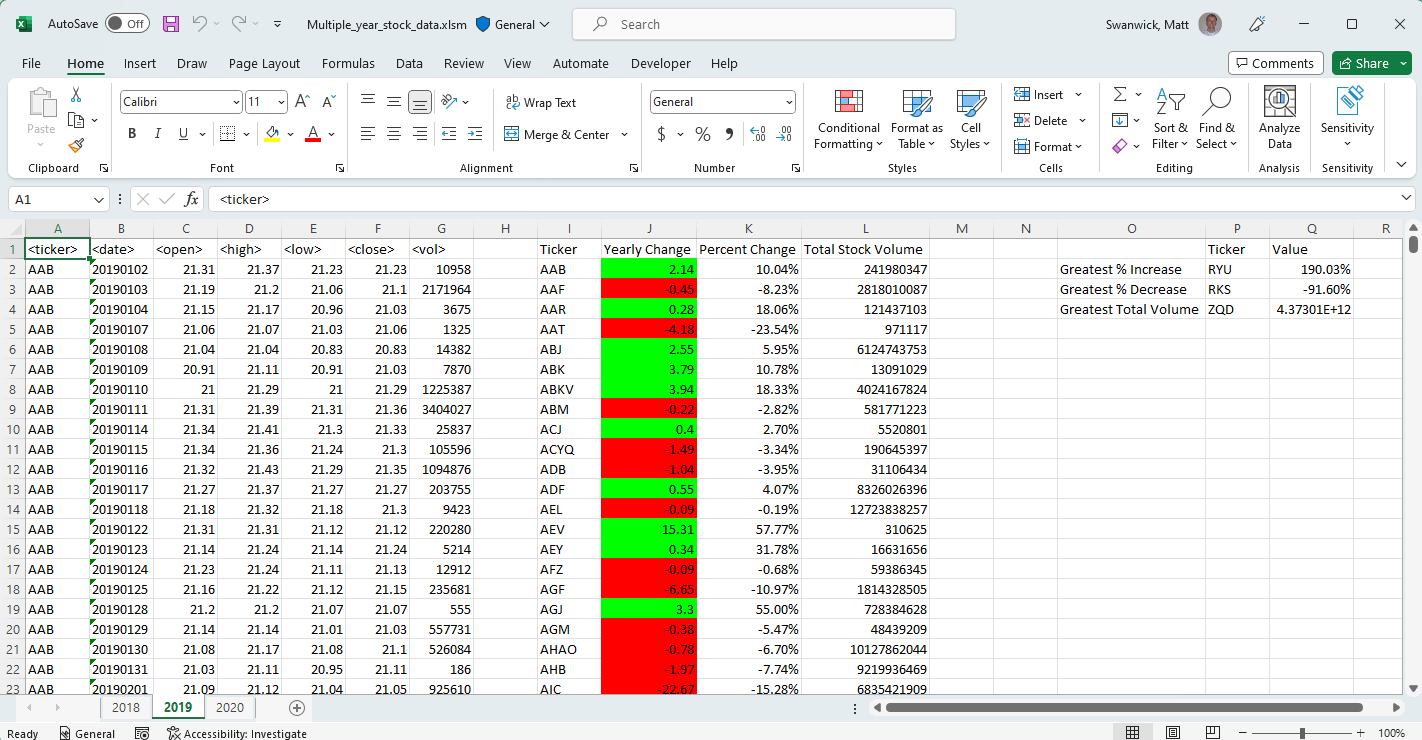 AutoSave Off Multiple_year_stock_data.xlsm General Search Swanwick, Matt
File Home Insert Draw Page Layout Formulas Data Review View Automate Developer Help Comments Share
Paste Calibri 11 Wrap Text General Conditional Formatting Format as Table Cell Styles Insert Delete Format Sort & Filter Find & Select Analyze Data Sensitivity
B I U A Merge & Center $ %
Clipboard Font Alignment Number Styles Cells Editing Analysis Sensitivity
A1 fx <ticker>
A B C D E F G H I J K L M N O P Q R
1 <ticker> <date> <open> <high> <low> <close> <vol> Ticker Yearly Change Percent Change Total Stock Volume Ticker Value
2 AAB 20190102 21.31 21.37 21.23 21.23 10958 AAB 2.14 10.04% 241980347 Greatest % Increase RYU 190.03%
3 AAB 20190103 21.19 21.2 21.06 21.1 2171964 AAF -0.45 -8.23% 2818010087 Greatest % Decrease RKS -91.60%
4 AAB 20190104 21.15 21.17 20.96 21.03 3675 AAR 0.28 18.06% 121437103 Greatest Total Volume ZQD 4.37301E+12
5 AAB 20190107 21.06 21.07 21.03 21.06 1325 AAT -4.18 -23.54% 971117
6 AAB 20190108 21.04 21.04 20.83 20.83 14382 ABJ 2.55 5.95% 6124743753
7 AAB 20190109 20.91 21.11 20.91 21.03 7870 ABK 3.79 10.78% 13091029
8 AAB 20190110 21 21.29 21 21.29 1225387 ABKV 3.94 18.33% 4024167824
9 AAB 20190111 21.31 21.39 21.31 21.36 3404027 ABM -0.22 -2.82% 581771223
10 AAB 20190114 21.34 21.41 21.3 21.33 25837 ACJ 0.4 2.70% 5520801
11 AAB 20190115 21.34 21.36 21.24 21.3 105596 ACYQ -1.49 -3.34% 190645397
12 AAB 20190116 21.32 21.43 21.29 21.35 1094876 ADB -1.04 -3.95% 31106434
13 AAB 20190117 21.27 21.37 21.27 21.27 203755 ADF 0.55 4.07% 8326026396
14 AAB 20190118 21.18 21.32 21.18 21.3 9423 AEL -0.09 -0.19% 12723838257
15 AAB 20190122 21.31 21.31 21.12 21.12 220280 AEV 15.31 57.77% 310625
16 AAB 20190123 21.14 21.24 21.14 21.24 5214 AEY 0.34 31.78% 16631656
17 AAB 20190124 21.23 21.24 21.11 21.13 12912 AFZ -0.09 -0.68% 59386345
18 AAB 20190125 21.16 21.22 21.12 21.15 235681 AGF -6.65 -10.97% 1814328505
19 AAB 20190128 21.2 21.2 21.07 21.07 555 AGJ 3.3 55.00% 728384628
20 AAB 20190129 21.14 21.14 21.01 21.03 557731 AGM -0.38 -5.47% 48439209
21 AAB 20190130 21.08 21.17 21.08 21.1 526084 AHAO -0.78 -6.70% 10127862044
22 AAB 20190131 21.03 21.11 20.95 21.11 186 AHB -1.97 -7.74% 9219936469
23 AAB 20190201 21.09 21.12 21.04 21.05 925610 AIC -22.67 -15.28% 6835421909
2018 2019 2020
Ready General Accessibility: Investigate 100%